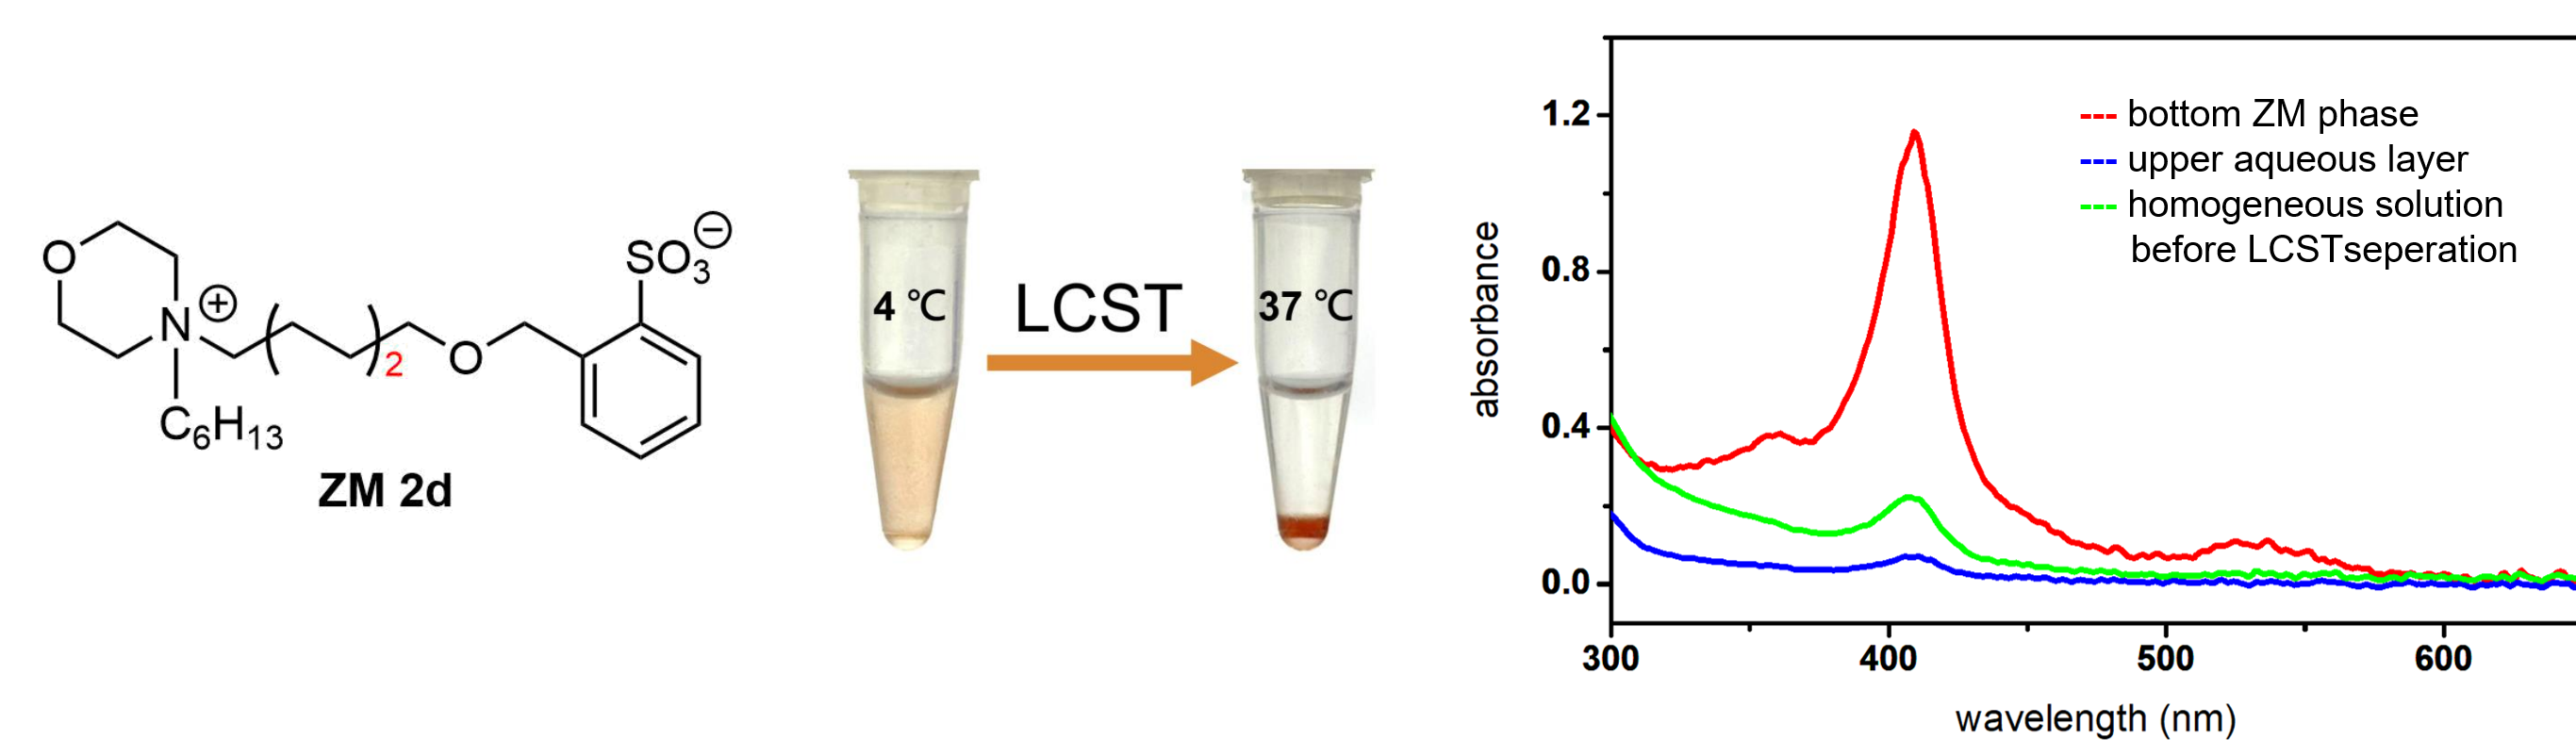 O
N
⊕
C6H13
2
O
SO3
⊖
ZM 2d
4 °C
LCST
37 °C
absorbance
1.2
0.8
0.4
0.0
--- bottom ZM phase
--- upper aqueous layer
--- homogeneous solution
before LCSTseperation
300
400
500
600
wavelength (nm)